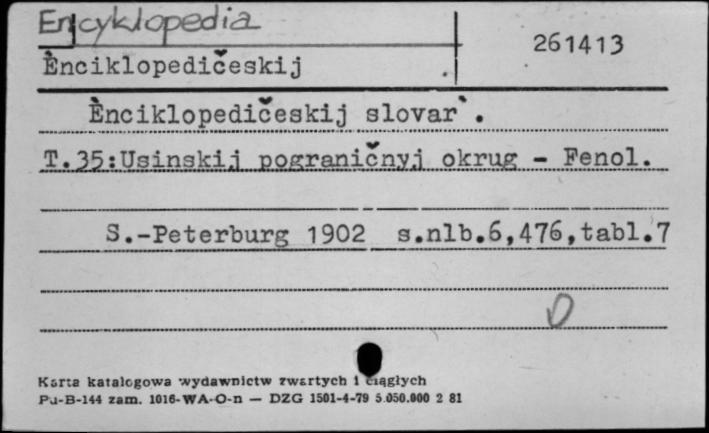 Encyklopedia
261413
Ènciklopedičeskij
Ènciklopedičeskij slovar`.
T.35:Usinskij pograničnyj okrug - Fenol.
S.-Peterburg 1902 s.nlb.6,476,tabl.7
D
Karta katalogowa wydawnictw zwartych i ciągłych
Pu-B-144 zam. 1016-WA-O-n — DZG 1501-4-79 5.050.000 2 81